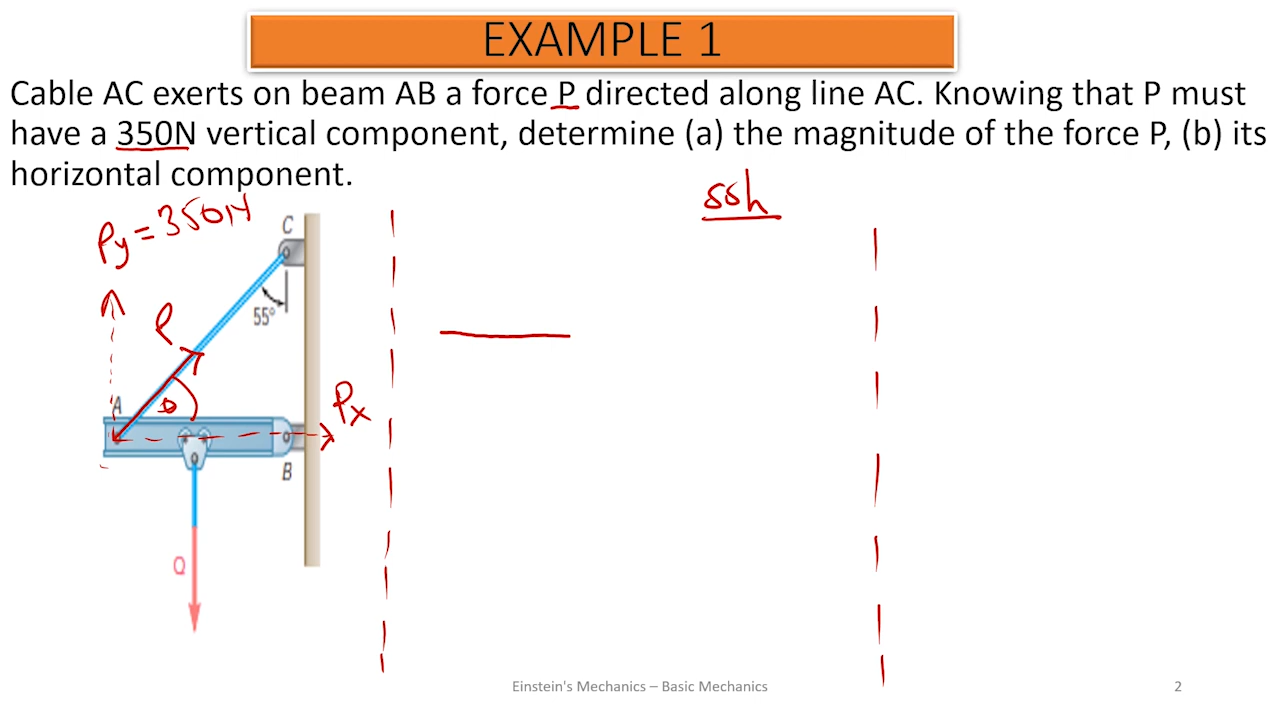 EXAMPLE 1
Cable AC exerts on beam AB a force P directed along line AC. Knowing that P must
have a 350N vertical component, determine (a) the magnitude of the force P, (b) its
horizontal component.
Py = 350N
ssh
C
55°
P
A
θ
Px
B
Q
Einstein's Mechanics – Basic Mechanics
2